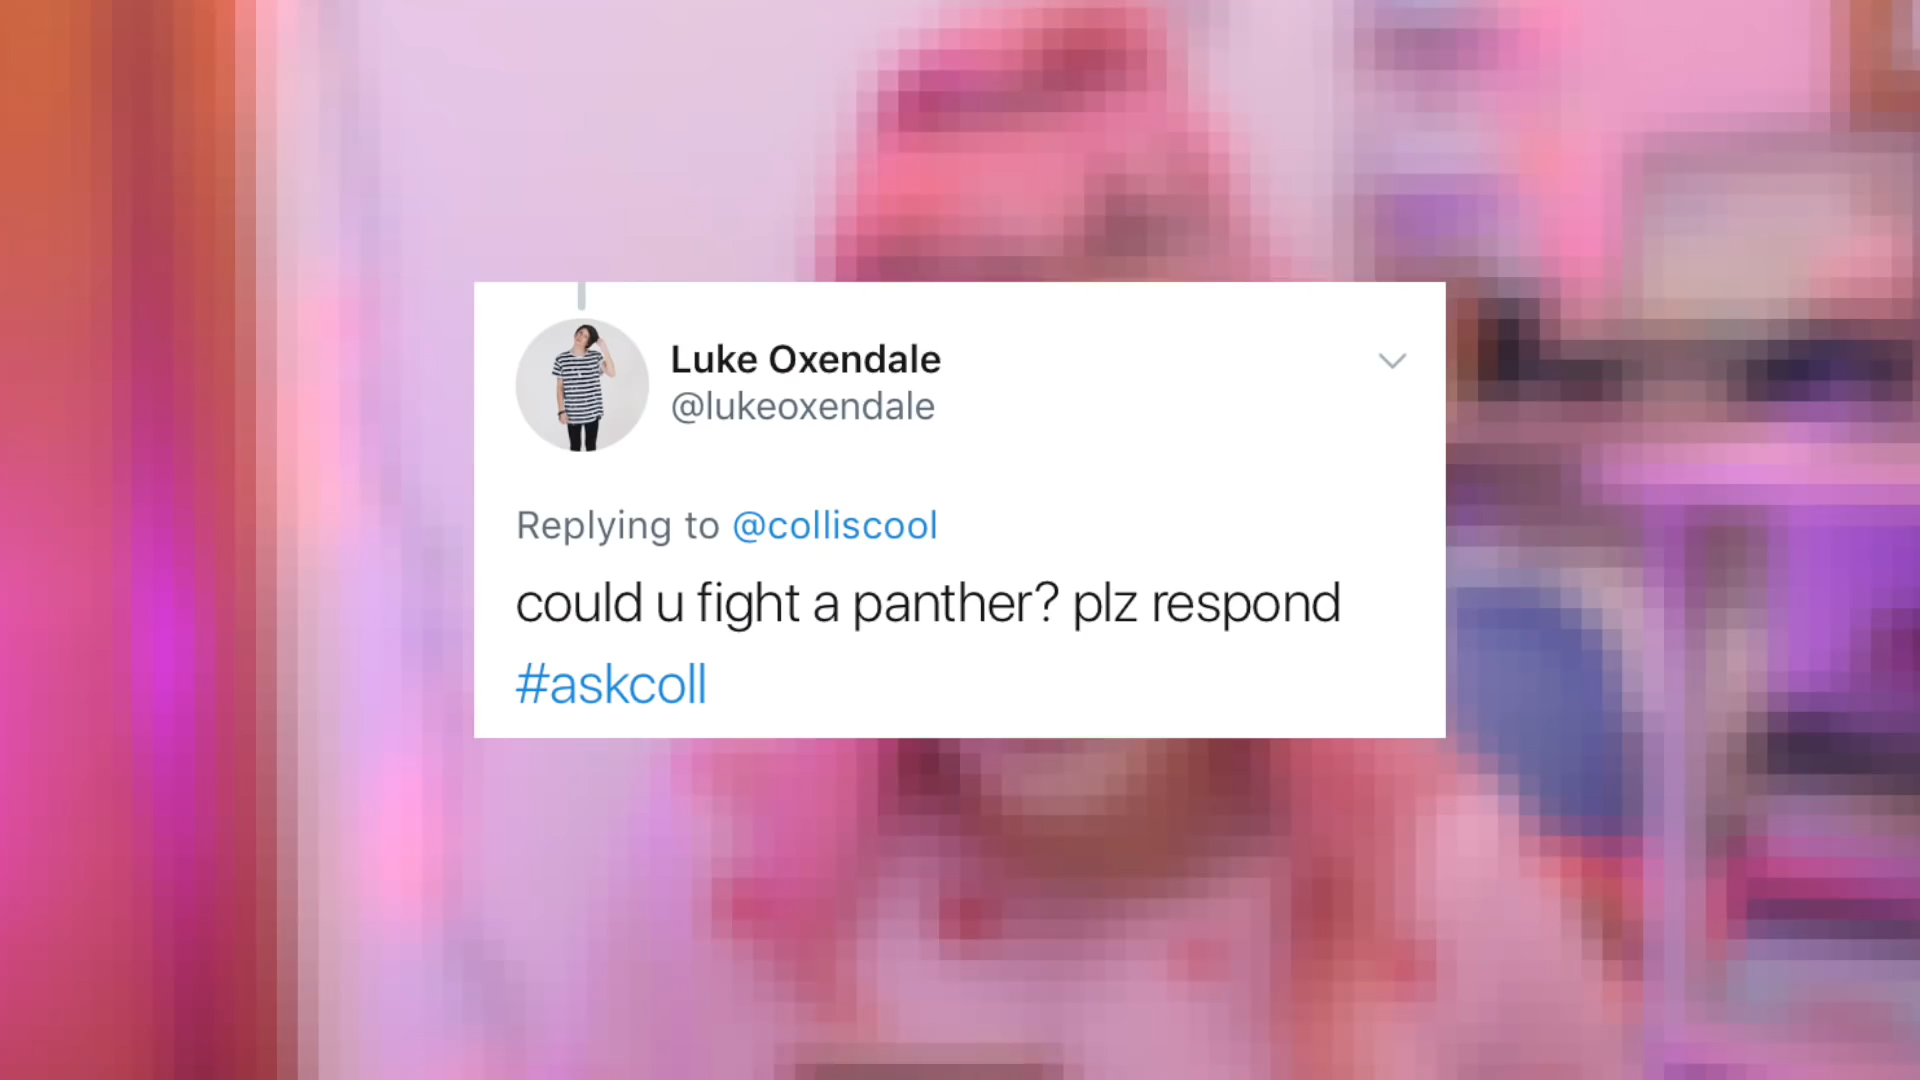 Luke Oxendale
@lukeoxendale
Replying to @colliscool
could u fight a panther? plz respond
#askcoll